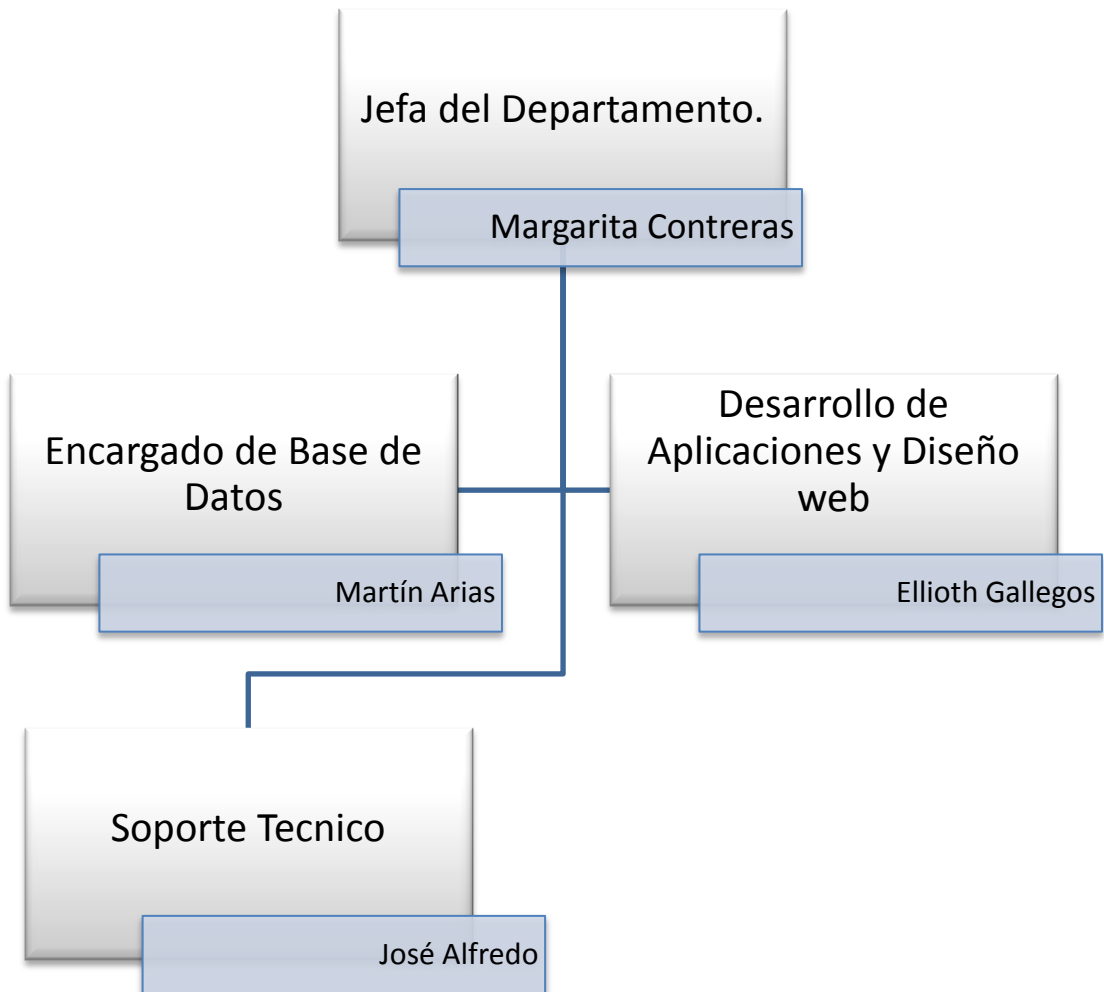 Jefa del Departamento.
Margarita Contreras
Encargado de Base de
Datos
Martín Arias
Desarrollo de
Aplicaciones y Diseño
web
Ellioth Gallegos
Soporte Tecnico
José Alfredo